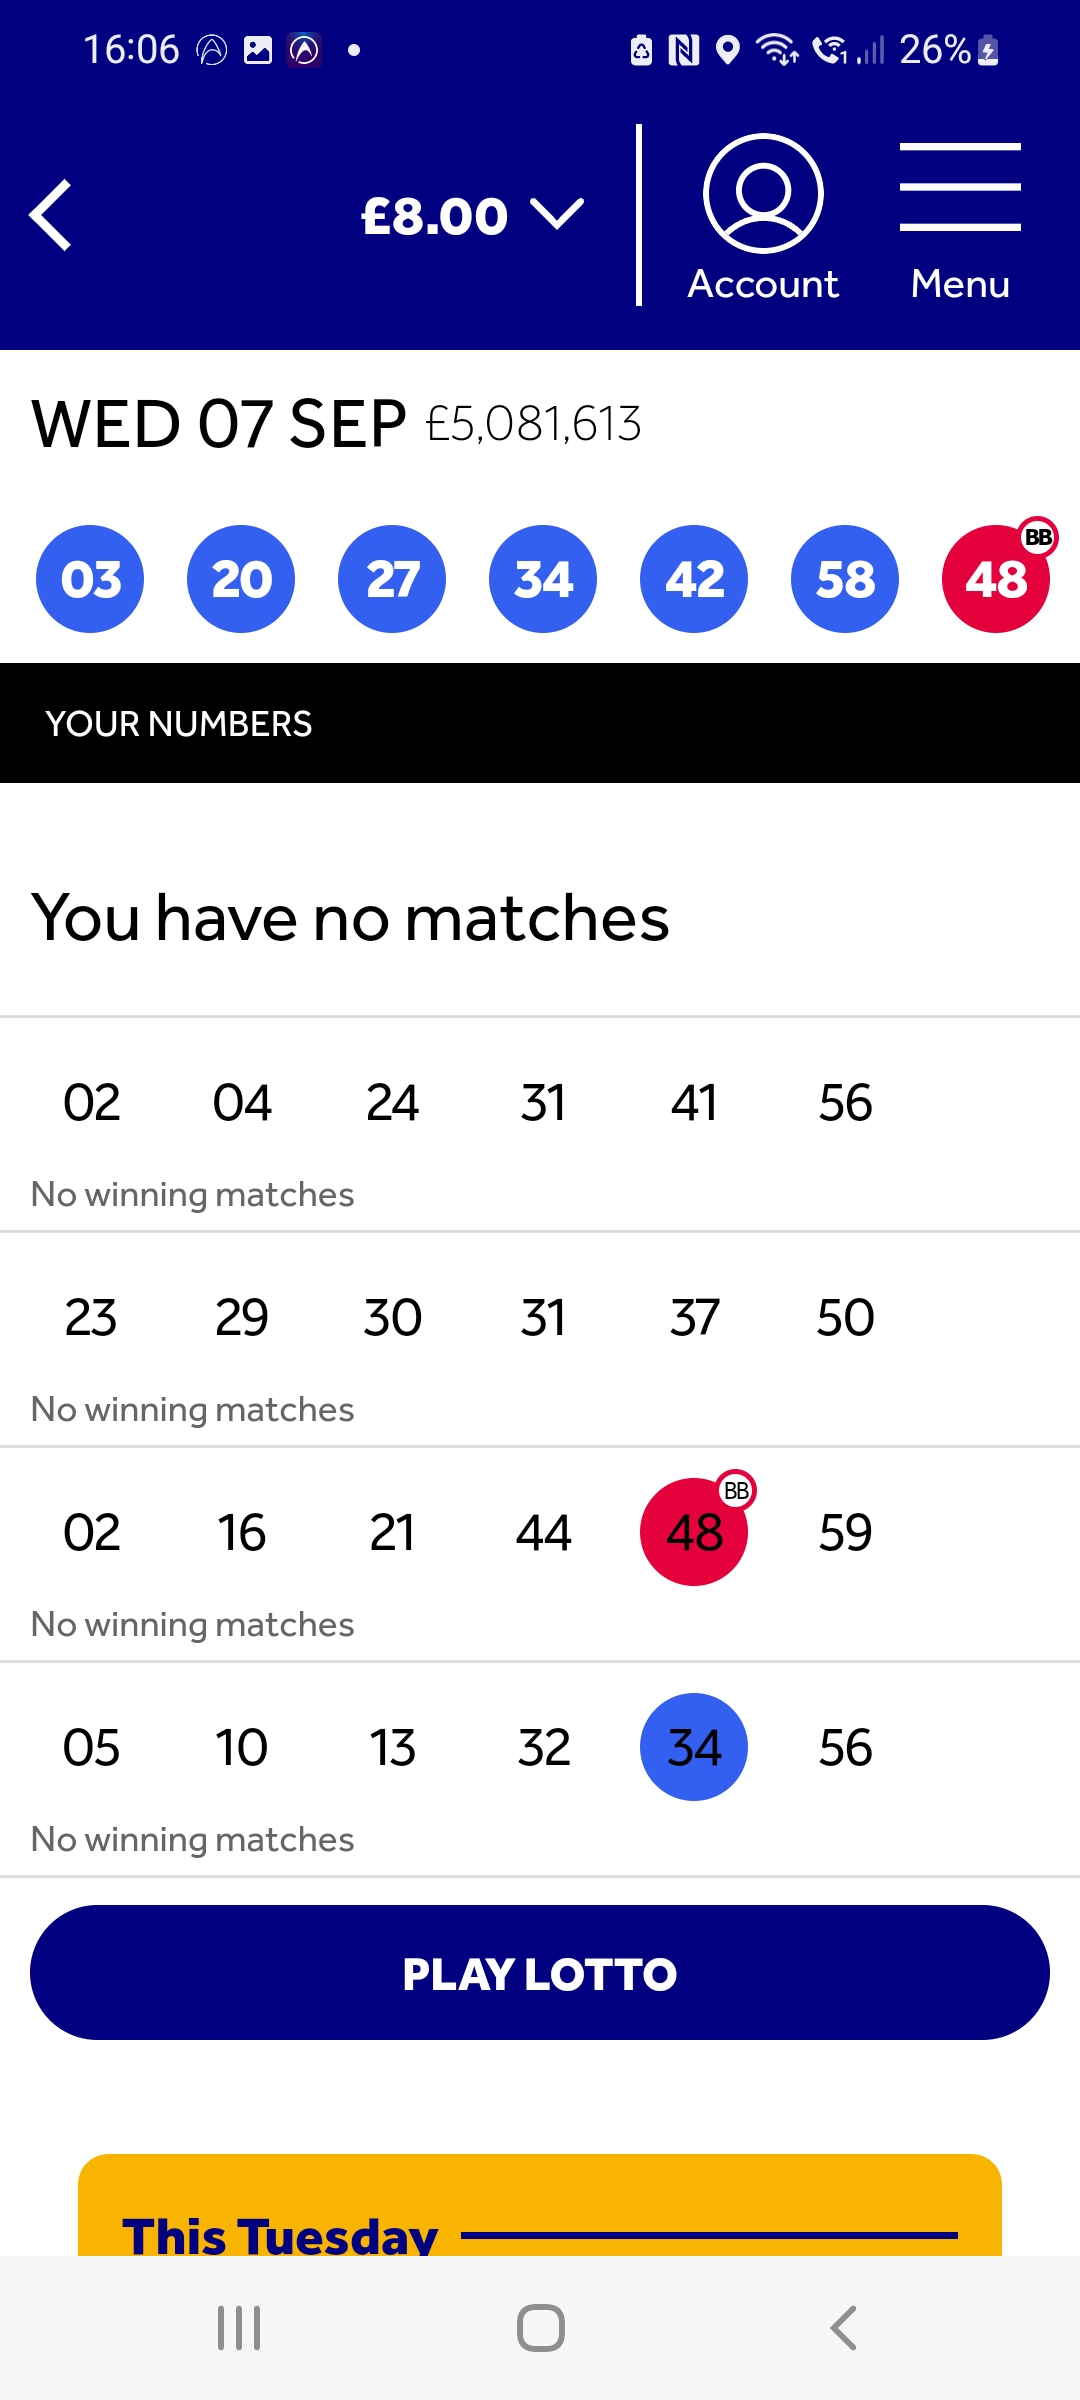 16:06 26%
£8.00
Account Menu
WED 07 SEP £5,081,613
BB
03 20 27 34 42 58 48
YOUR NUMBERS
You have no matches
02 04 24 31 41 56
No winning matches
23 29 30 31 37 50
No winning matches
BB
02 16 21 44 48 59
No winning matches
05 10 13 32 34 56
No winning matches
PLAY LOTTO
This Tuesday